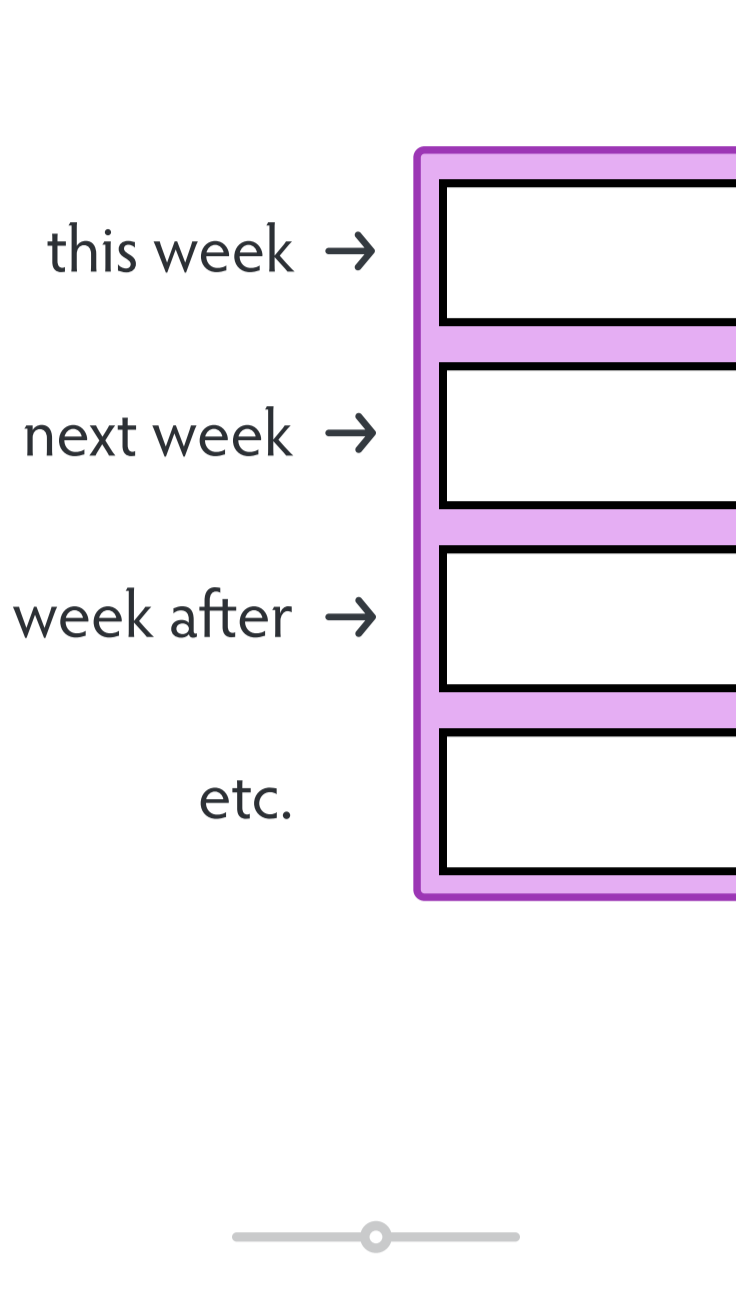 this week →
next week →
week after →
etc.